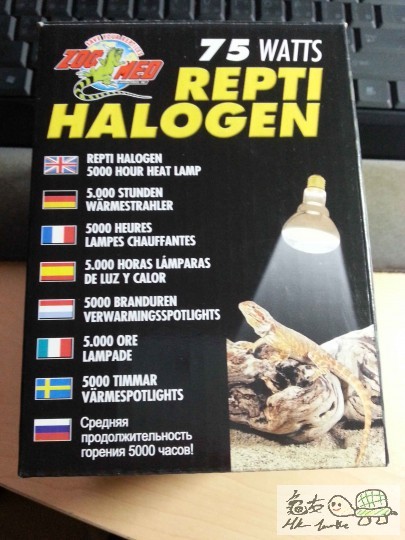 ZOO MED
75 WATTS
REPTI
HALOGEN
REPTI HALOGEN
5000 HOUR HEAT LAMP
5.000 STUNDEN
WÄRMESTRAHLER
5000 HEURES
LAMPES CHAUFFANTES
5.000 HORAS LÁMPARAS
DE LUZ Y CALOR
5000 BRANDUREN
VERWARMINGSSPOTLIGHTS
5.000 ORE
LAMPADE
5000 TIMMAR
VÄRMESPOTLIGHTS
Средняя
продолжительность
горения 5000 часов!
龜友